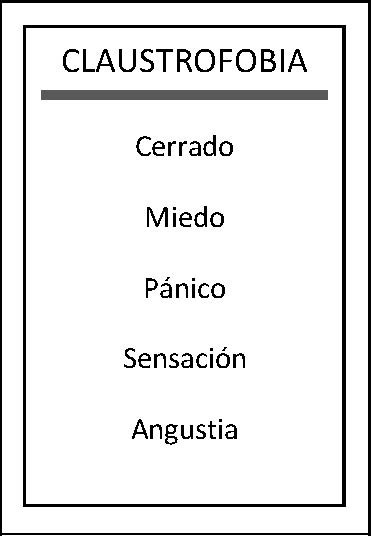 CLAUSTROFOBIA
Cerrado
Miedo
Pánico
Sensación
Angustia